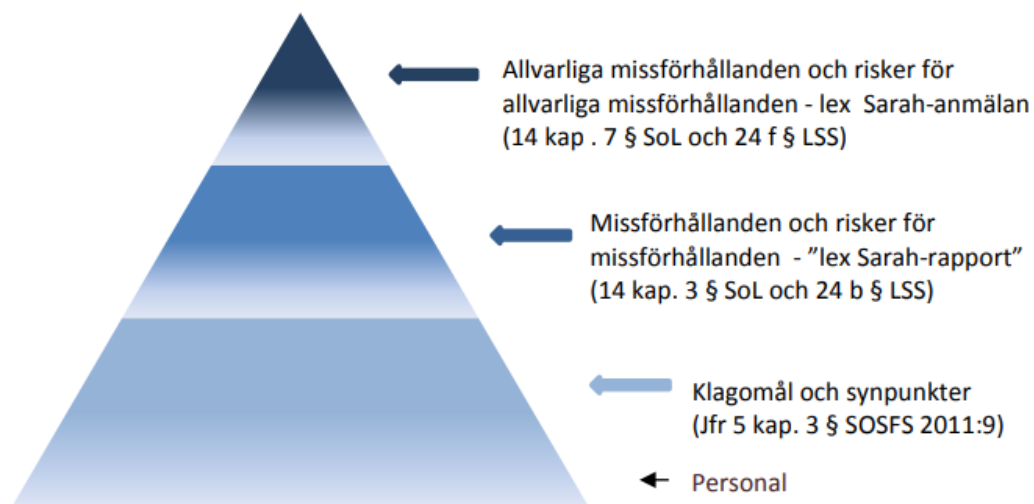 Allvarliga missförhållanden och risker för
allvarliga missförhållanden - lex Sarah-anmälan
(14 kap . 7 § SoL och 24 f § LSS)
Missförhållanden och risker för
missförhållanden - ”lex Sarah-rapport”
(14 kap. 3 § SoL och 24 b § LSS)
Klagomål och synpunkter
(Jfr 5 kap. 3 § SOSFS 2011:9)
Personal